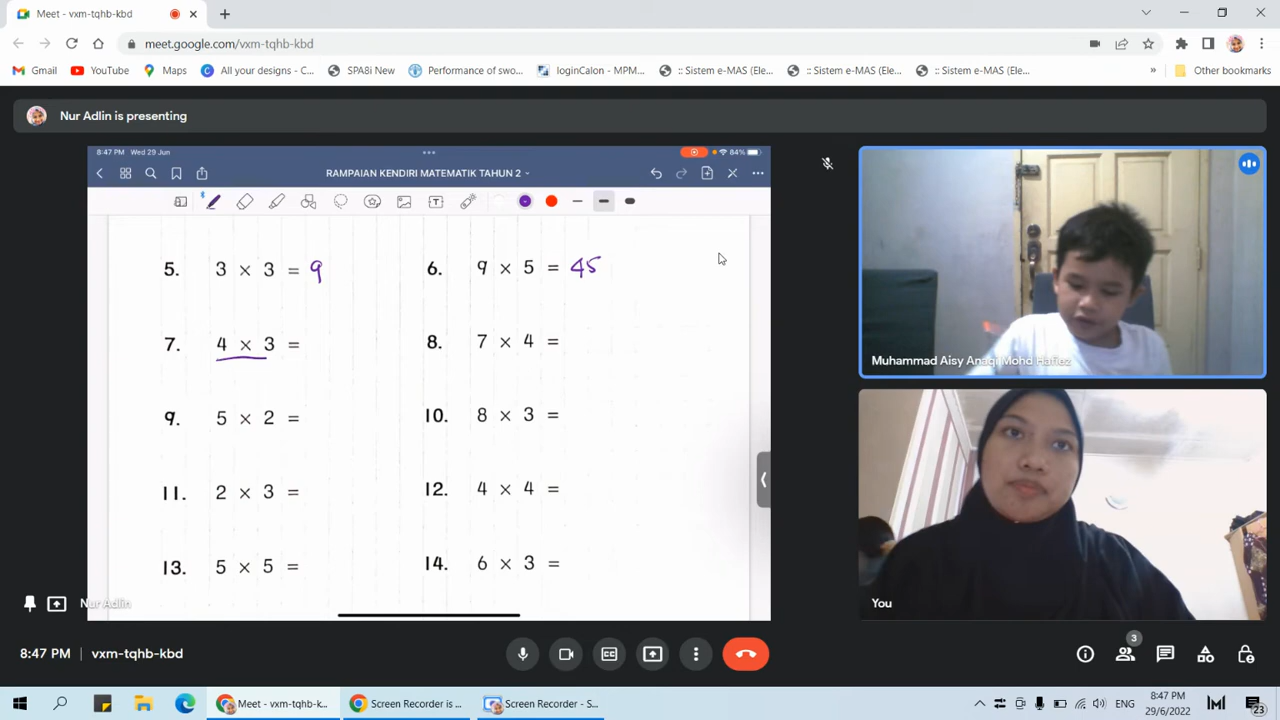 Meet - vxm-tqhb-kbd
meet.google.com/vxm-tqhb-kbd
Gmail YouTube Maps All your designs - C... SPA8i New Performance of swo... loginCalon - MPM... :: Sistem e-MAS (Ele... :: Sistem e-MAS (Ele... :: Sistem e-MAS (Ele... » Other bookmarks
Nur Adlin is presenting
8:47 PM Wed 29 Jun
84%
RAMPAIAN KENDIRI MATEMATIK TAHUN 2
5. 3 × 3 = 9
6. 9 × 5 = 45
7. 4 × 3 =
8. 7 × 4 =
9. 5 × 2 =
10. 8 × 3 =
11. 2 × 3 =
12. 4 × 4 =
13. 5 × 5 =
14. 6 × 3 =
Nur Adlin
Muhammad Aisy Anaqi Mohd Hafiez
You
8:47 PM vxm-tqhb-kbd
3
Meet - vxm-tqhb-k...
Screen Recorder is ...
Screen Recorder - S...
ENG
8:47 PM
29/6/2022
23